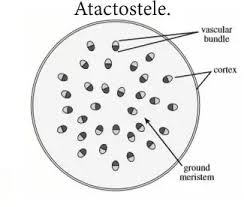 Atactostele.
vascular
bundle
cortex
ground
meristem